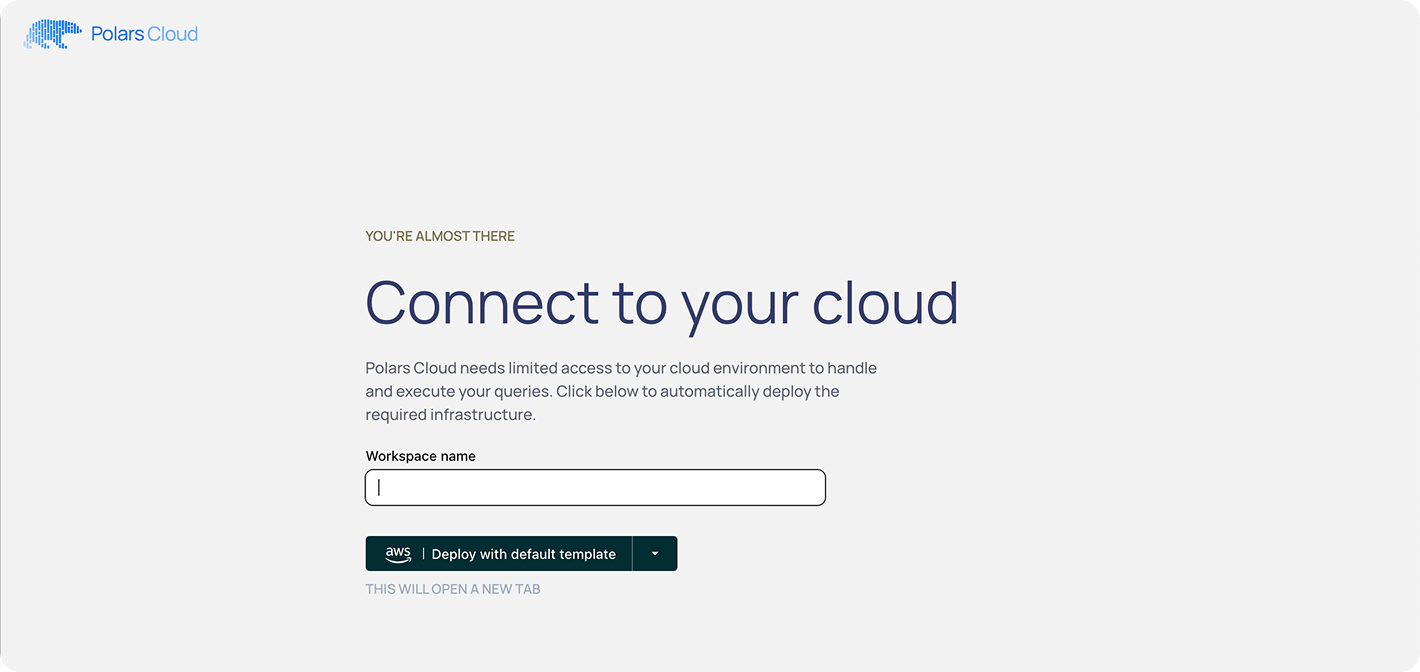 Polars Cloud
YOU'RE ALMOST THERE
Connect to your cloud
Polars Cloud needs limited access to your cloud environment to handle
and execute your queries. Click below to automatically deploy the
required infrastructure.
Workspace name
aws | Deploy with default template
THIS WILL OPEN A NEW TAB